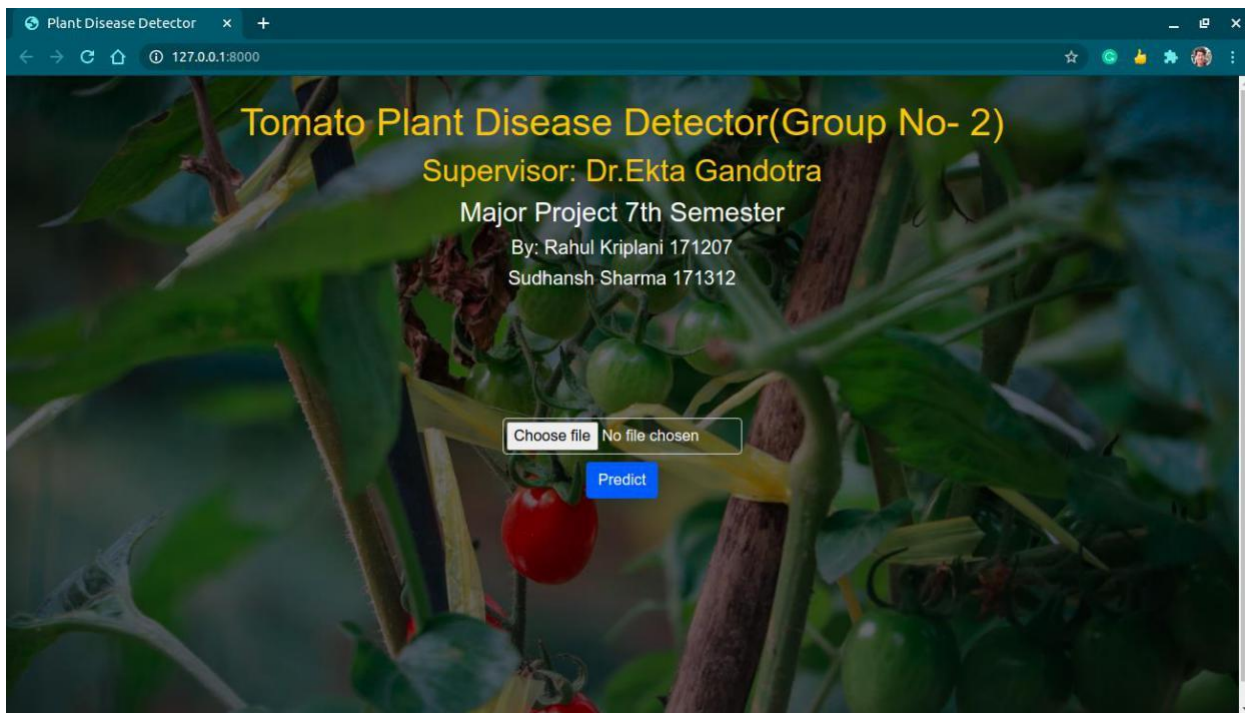 Plant Disease Detector
127.0.0.1:8000
Tomato Plant Disease Detector(Group No- 2)
Supervisor: Dr.Ekta Gandotra
Major Project 7th Semester
By: Rahul Kriplani 171207
Sudhansh Sharma 171312
Choose file No file chosen
Predict